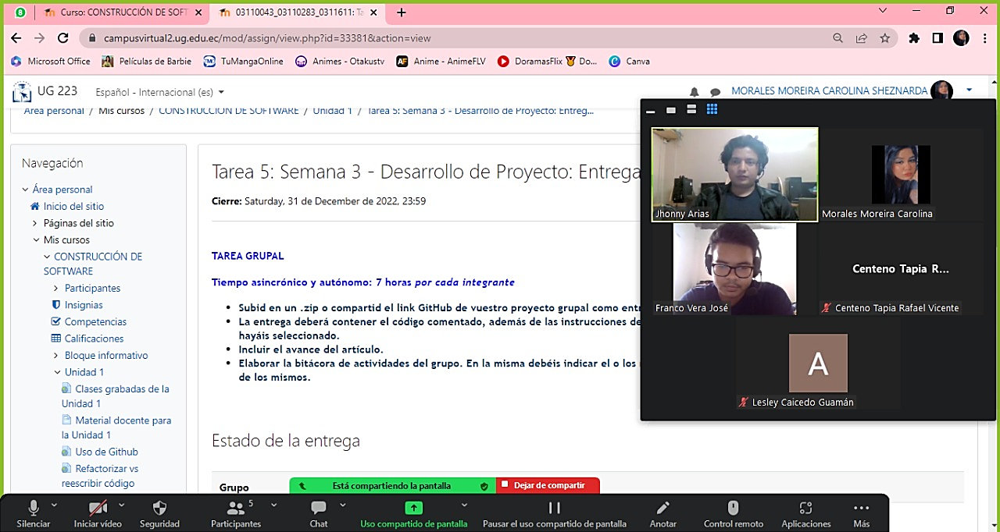 8
Curso: CONSTRUCCIÓN DE SOFT
03110043_03110283_0311611: Ta
campusvirtual2.ug.edu.ec/mod/assign/view.php?id=33381&action=view
Microsoft Office
Películas de Barbie
TuMangaOnline
Animes - Otakustv
AF
Anime - AnimeFLV
DoramasFlix 🏅 Do...
Canva
UG 223
Español - Internacional (es)
MORALES MOREIRA CAROLINA SHEZNARDA
Área personal / Mis cursos / CONSTRUCCIÓN DE SOFTWARE / Unidad 1 / Tarea 5: Semana 3 - Desarrollo de Proyecto: Entreg...
Navegación
Área personal
Inicio del sitio
Páginas del sitio
Mis cursos
CONSTRUCCIÓN DE
SOFTWARE
Participantes
Insignias
Competencias
Calificaciones
Bloque informativo
Unidad 1
Clases grabadas de la
Unidad 1
Material docente para
la Unidad 1
Uso de Github
Refactorizar vs
reescribir código
Tarea 5: Semana 3 - Desarrollo de Proyecto: Entrega
Cierre: Saturday, 31 de December de 2022, 23:59
TAREA GRUPAL
Tiempo asincrónico y autónomo: 7 horas por cada integrante
Subid en un .zip o compartid el link GitHub de vuestro proyecto grupal como entr
La entrega deberá contener el código comentado, además de las instrucciones de
hayáis seleccionado.
Incluir el avance del artículo.
Elaborar la bitácora de actividades del grupo. En la misma debéis indicar el o los
de los mismos.
Estado de la entrega
Grupo
Jhonny Arias
Morales Moreira Carolina
Franco Vera José
Centeno Tapia R...
Centeno Tapia Rafael Vicente
A
Lesley Caicedo Guamán
Está compartiendo la pantalla
Dejar de compartir
Silenciar
Iniciar vídeo
Seguridad
5
Participantes
Chat
Uso compartido de pantalla
Pausar el uso compartido de pantalla
Anotar
Control remoto
Aplicaciones
Más